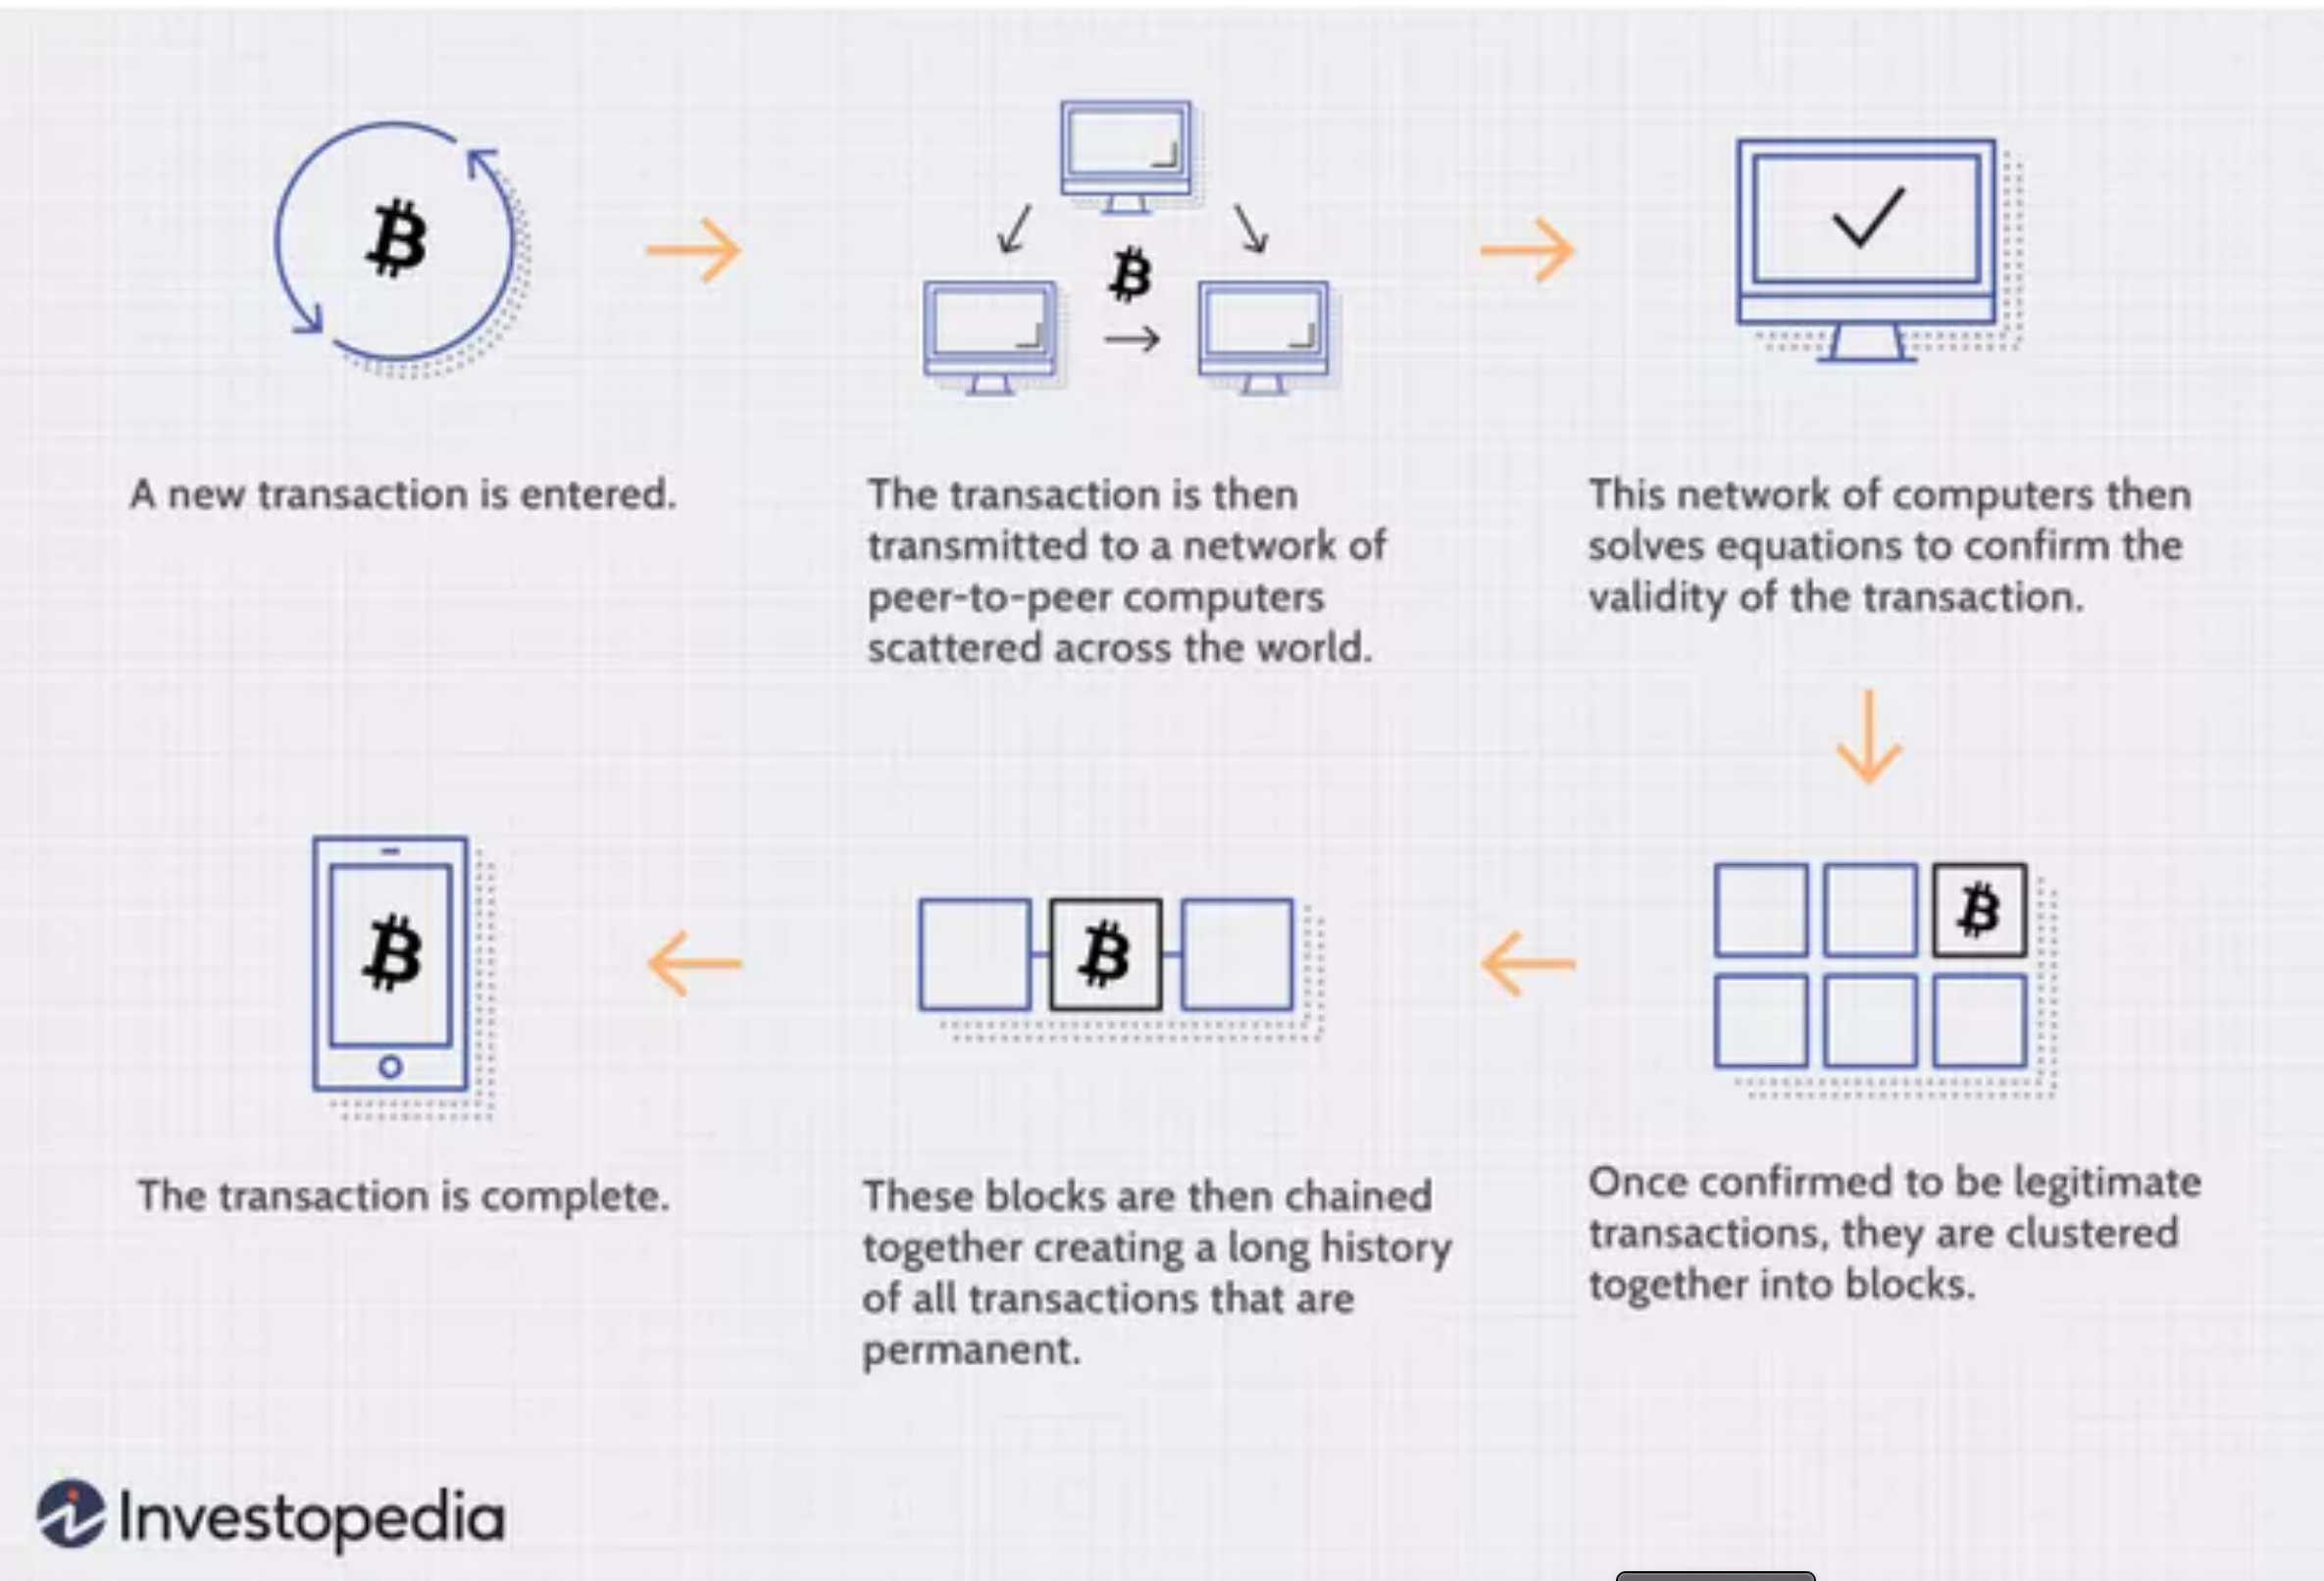 A new transaction is entered.
The transaction is then
transmitted to a network of
peer-to-peer computers
scattered across the world.
This network of computers then
solves equations to confirm the
validity of the transaction.
Once confirmed to be legitimate
transactions, they are clustered
together into blocks.
These blocks are then chained
together creating a long history
of all transactions that are
permanent.
The transaction is complete.
Investopedia